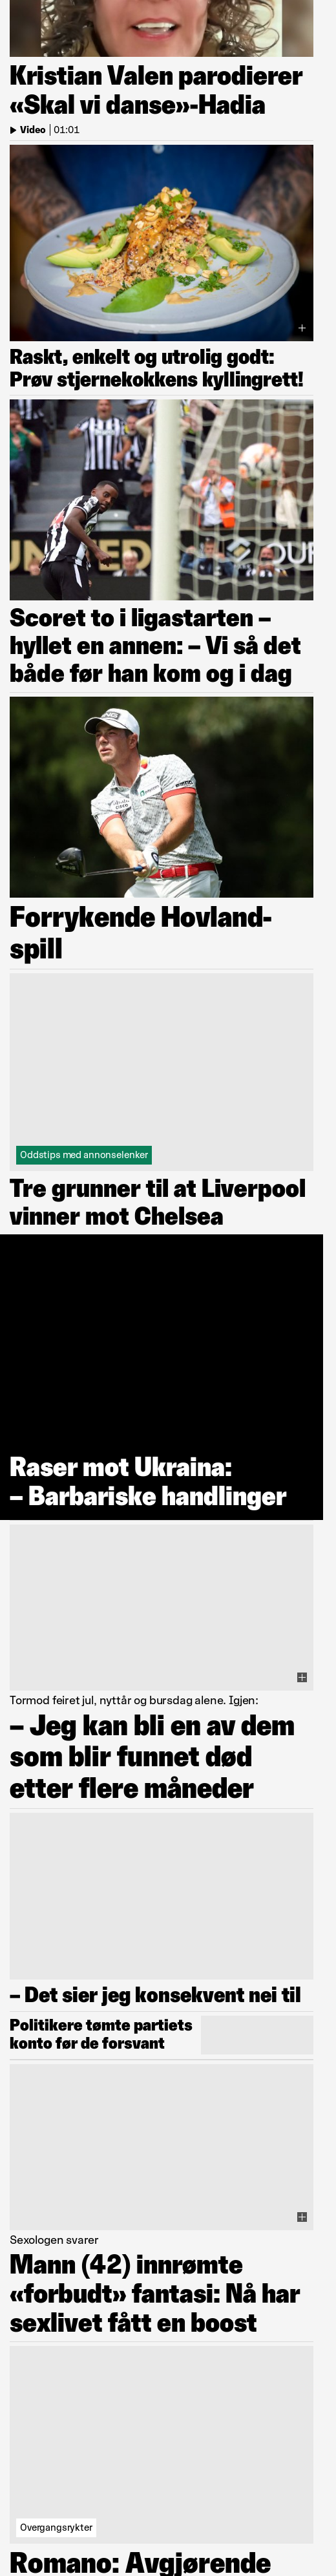 Kristian Valen parodierer
«Skal vi danse»-Hadia
Video | 01:01
Raskt, enkelt og utrolig godt:
Prøv stjernekokkens kyllingrett!
Scoret to i ligastarten –
hyllet en annen: – Vi så det
både før han kom og i dag
Forrykende Hovland-
spill
Oddstips med annonselenker
Tre grunner til at Liverpool
vinner mot Chelsea
Raser mot Ukraina:
– Barbariske handlinger
Tormod feiret jul, nyttår og bursdag alene. Igjen:
– Jeg kan bli en av dem
som blir funnet død
etter flere måneder
– Det sier jeg konsekvent nei til
Politikere tømte partiets
konto før de forsvant
Sexologen svarer
Mann (42) innrømte
«forbudt» fantasi: Nå har
sexlivet fått en boost
Overgangsrykter
Romano: Avgjørende